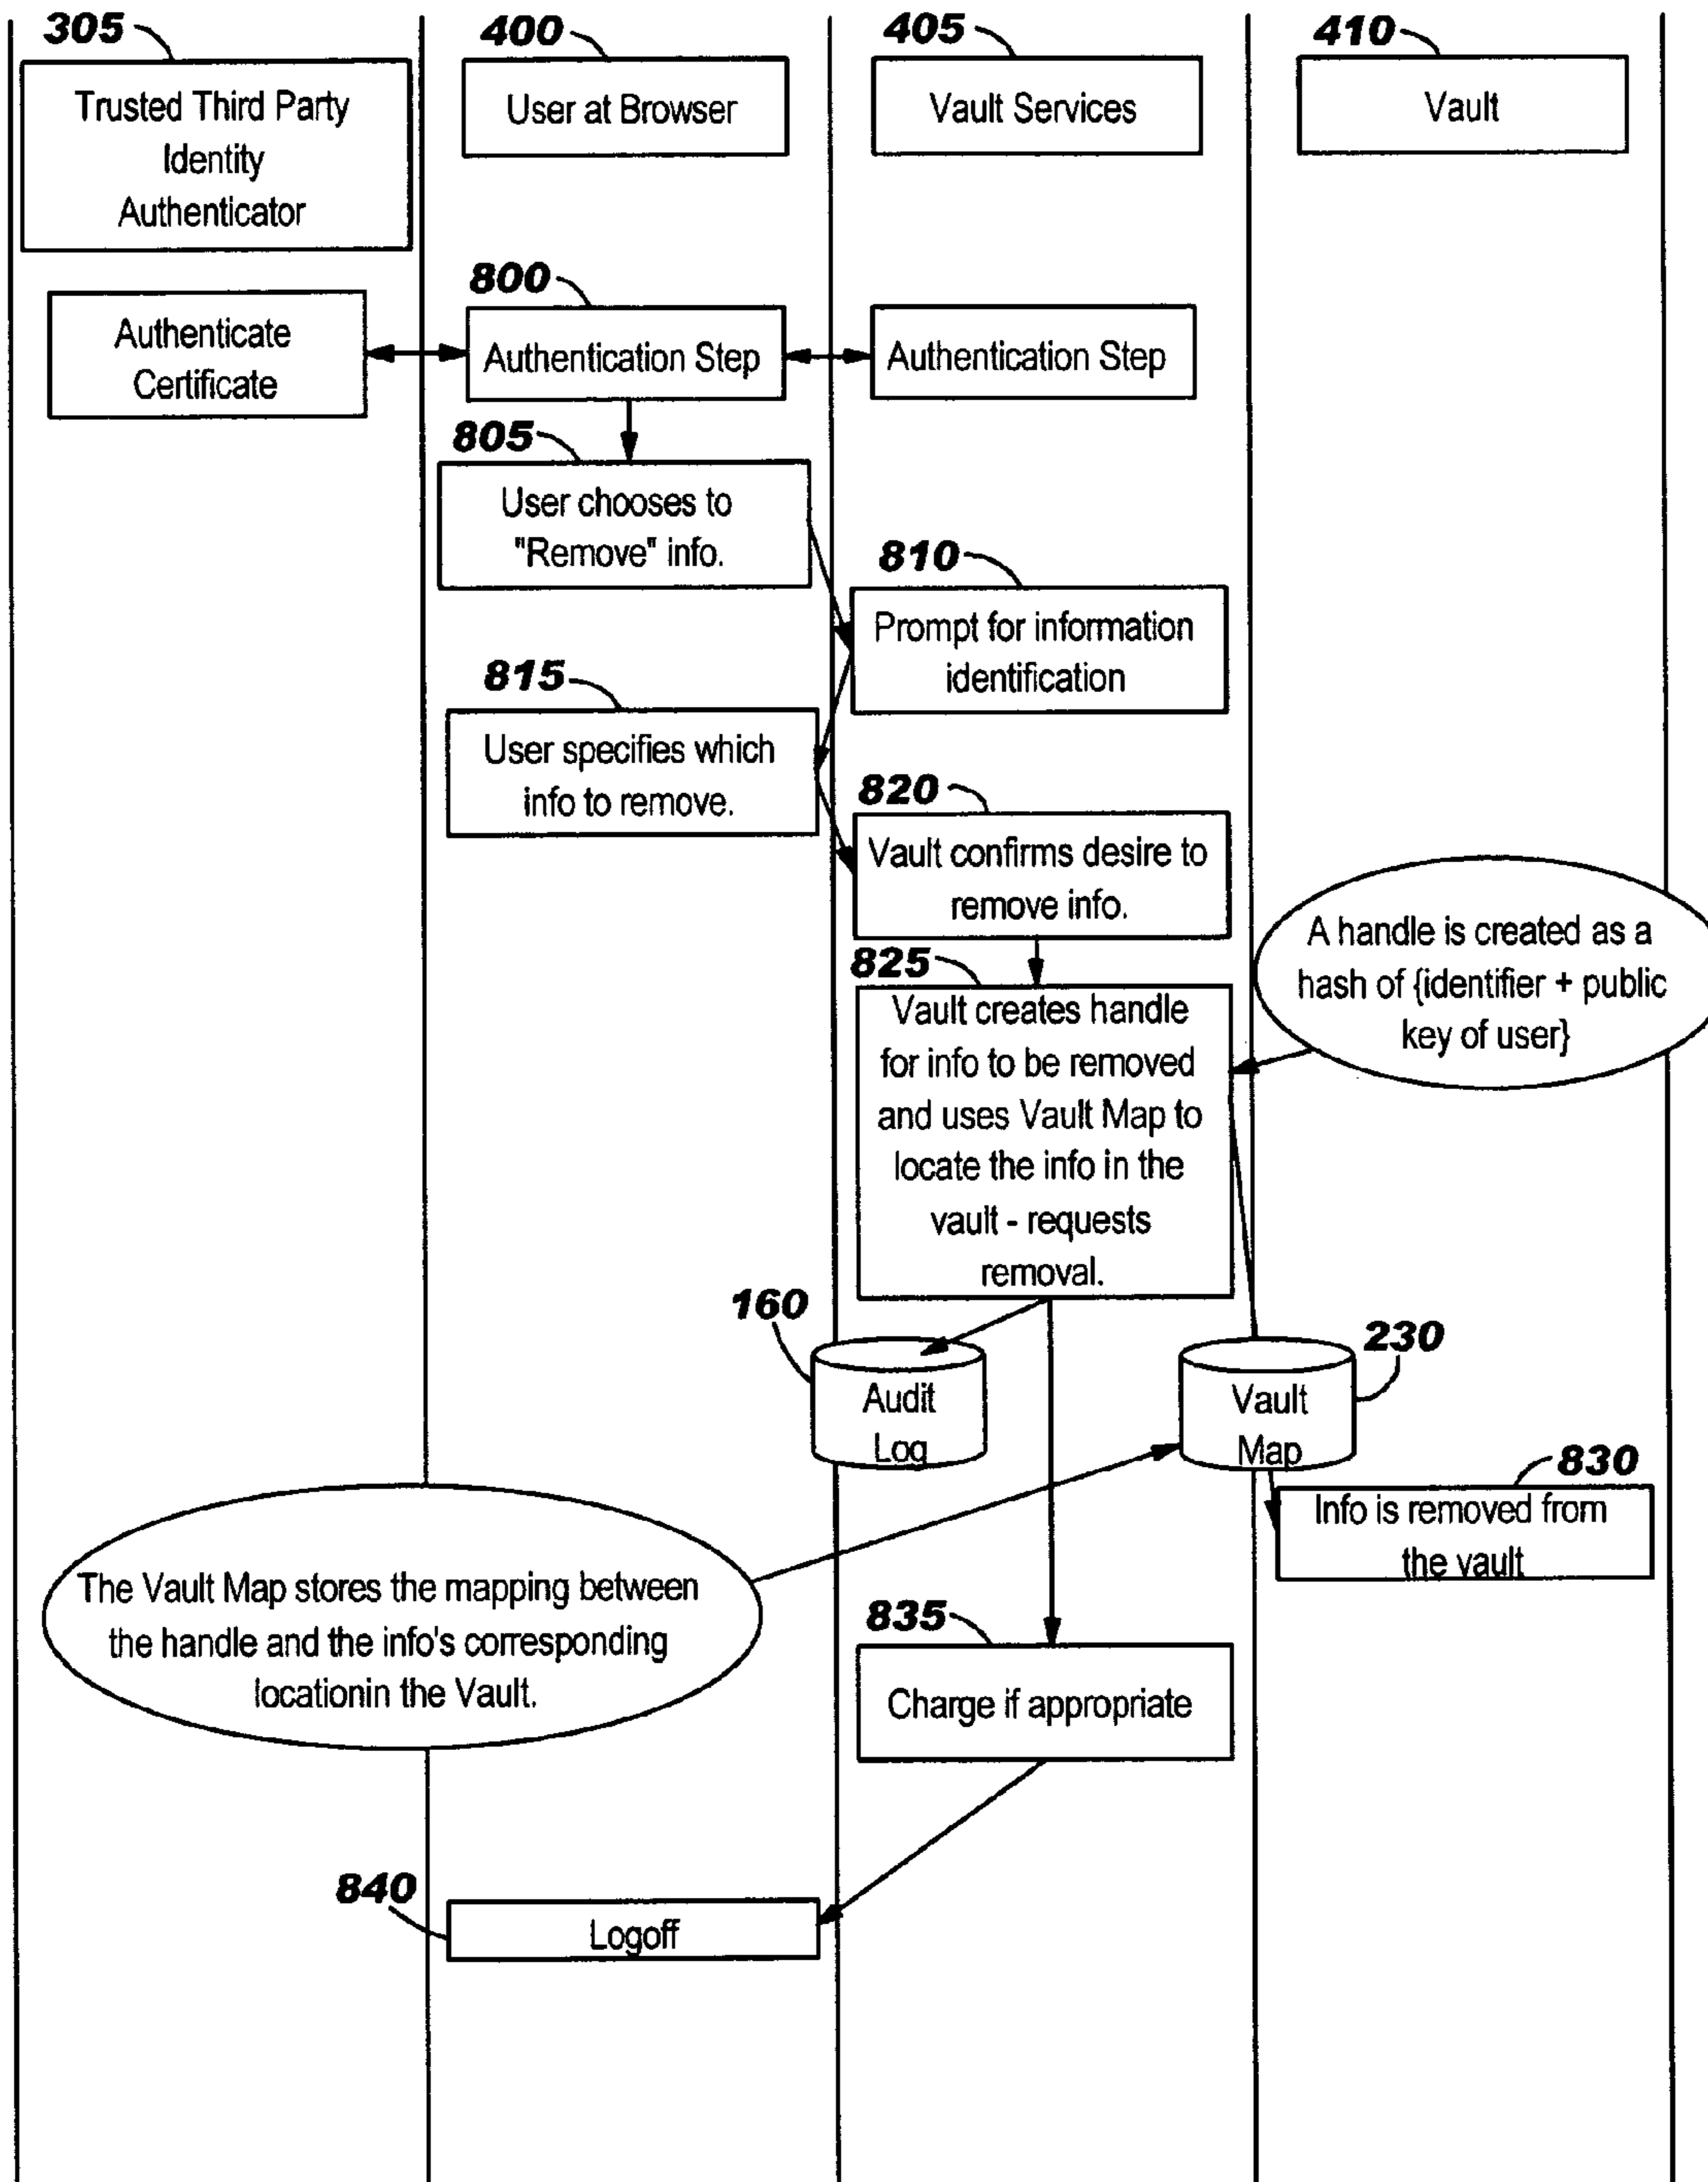 305
400
405
410
Trusted Third Party
Identity
Authenticator
User at Browser
Vault Services
Vault
800
Authenticate
Certificate
Authentication Step
Authentication Step
805
User chooses to
"Remove" info.
810
Prompt for information
identification
815
User specifies which
info to remove.
820
Vault confirms desire to
remove info.
A handle is created as a
hash of {identifier + public
key of user}
825
Vault creates handle
for info to be removed
and uses Vault Map to
locate the info in the
vault - requests
removal.
160
Audit
Log
230
Vault
Map
830
Info is removed from
the vault
The Vault Map stores the mapping between
the handle and the info's corresponding
locationin the Vault.
835
Charge if appropriate
840
Logoff